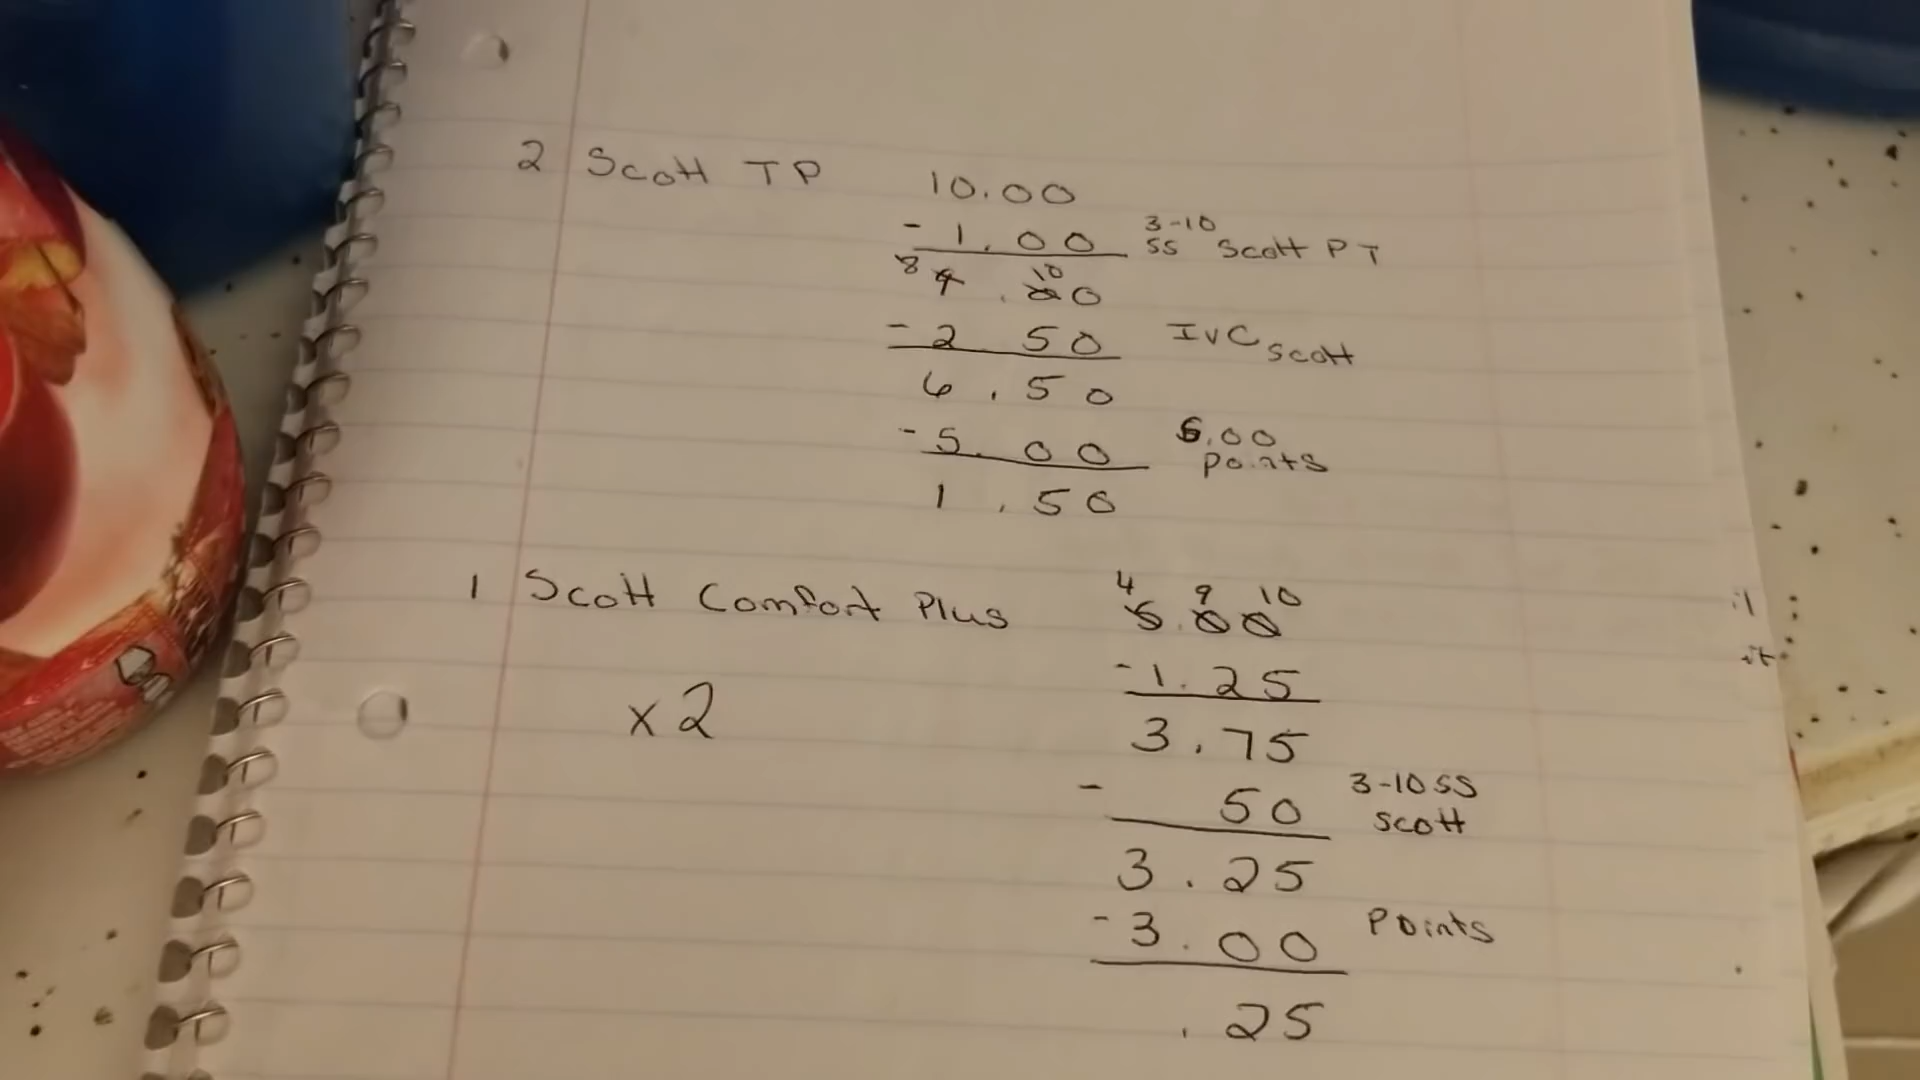 2 Scott TP 10.00
- 1.00 3-10 SS Scott PT
8 10
9.00
- 2 50 IVC Scott
6.50
- 5.00 5.00 points
1.50
1 Scott Comfort Plus 5.00
4 9 10
- 1.25
x2
3.75
- 50 3-10 SS Scott
3.25
- 3.00 Points
.25